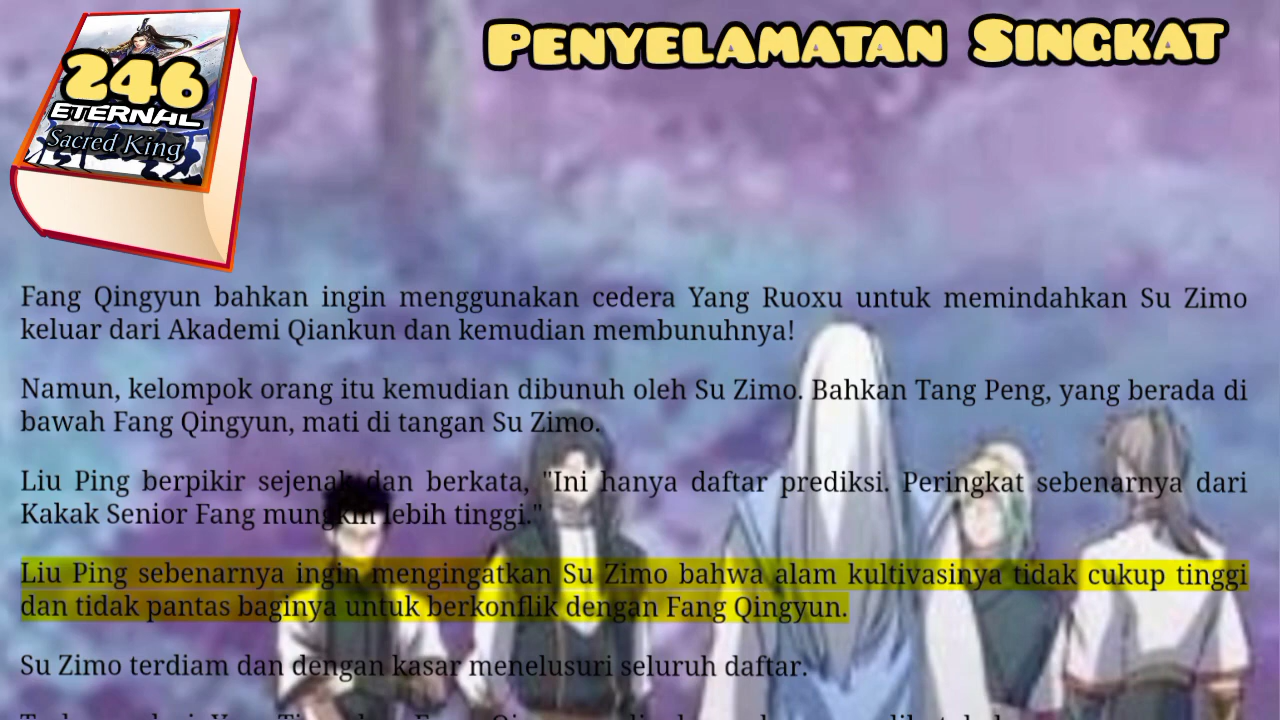 Penyelamatan Singkat
246
ETERNAL
Sacred King
Fang Qingyun bahkan ingin menggunakan cedera Yang Ruoxu untuk memindahkan Su Zimo
keluar dari Akademi Qiankun dan kemudian membunuhnya!
Namun, kelompok orang itu kemudian dibunuh oleh Su Zimo. Bahkan Tang Peng, yang berada di
bawah Fang Qingyun, mati di tangan Su Zimo.
Liu Ping berpikir sejenak dan berkata, "Ini hanya daftar prediksi. Peringkat sebenarnya dari
Kakak Senior Fang mungkin lebih tinggi."
Liu Ping sebenarnya ingin mengingatkan Su Zimo bahwa alam kultivasinya tidak cukup tinggi
dan tidak pantas baginya untuk berkonflik dengan Fang Qingyun.
Su Zimo terdiam dan dengan kasar menelusuri seluruh daftar.